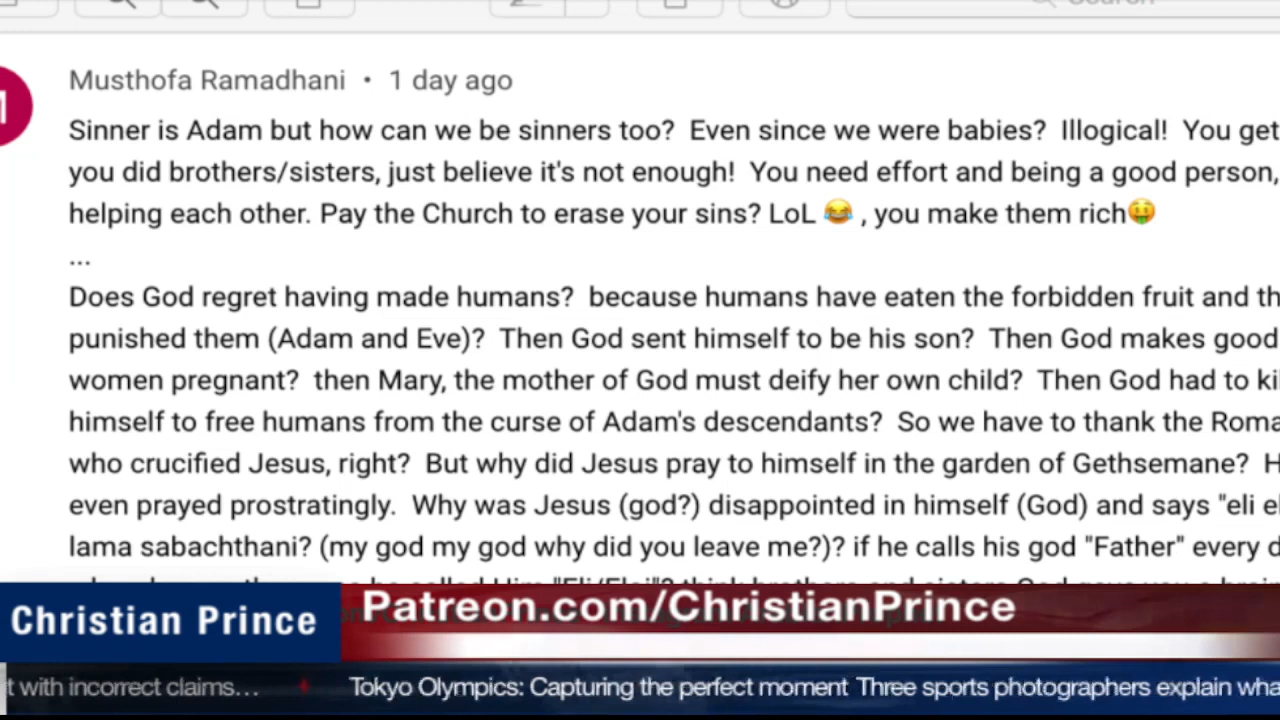 Search
Musthofa Ramadhani • 1 day ago
Sinner is Adam but how can we be sinners too? Even since we were babies? Illogical! You get
you did brothers/sisters, just believe it's not enough! You need effort and being a good person,
helping each other. Pay the Church to erase your sins? LoL 😂 , you make them rich🤑
...
Does God regret having made humans? because humans have eaten the forbidden fruit and
punished them (Adam and Eve)? Then God sent himself to be his son? Then God makes good
women pregnant? then Mary, the mother of God must deify her own child? Then God had to
himself to free humans from the curse of Adam's descendants? So we have to thank the
who crucified Jesus, right? But why did Jesus pray to himself in the garden of Gethsemane?
even prayed prostratingly. Why was Jesus (god?) disappointed in himself (God) and says "eli
lama sabachthani? (my god my god why did you leave me?)? if he calls his god "Father" every
Christian Prince
Patreon.com/ChristianPrince
t with incorrect claims... Tokyo Olympics: Capturing the perfect moment Three sports photographers explain